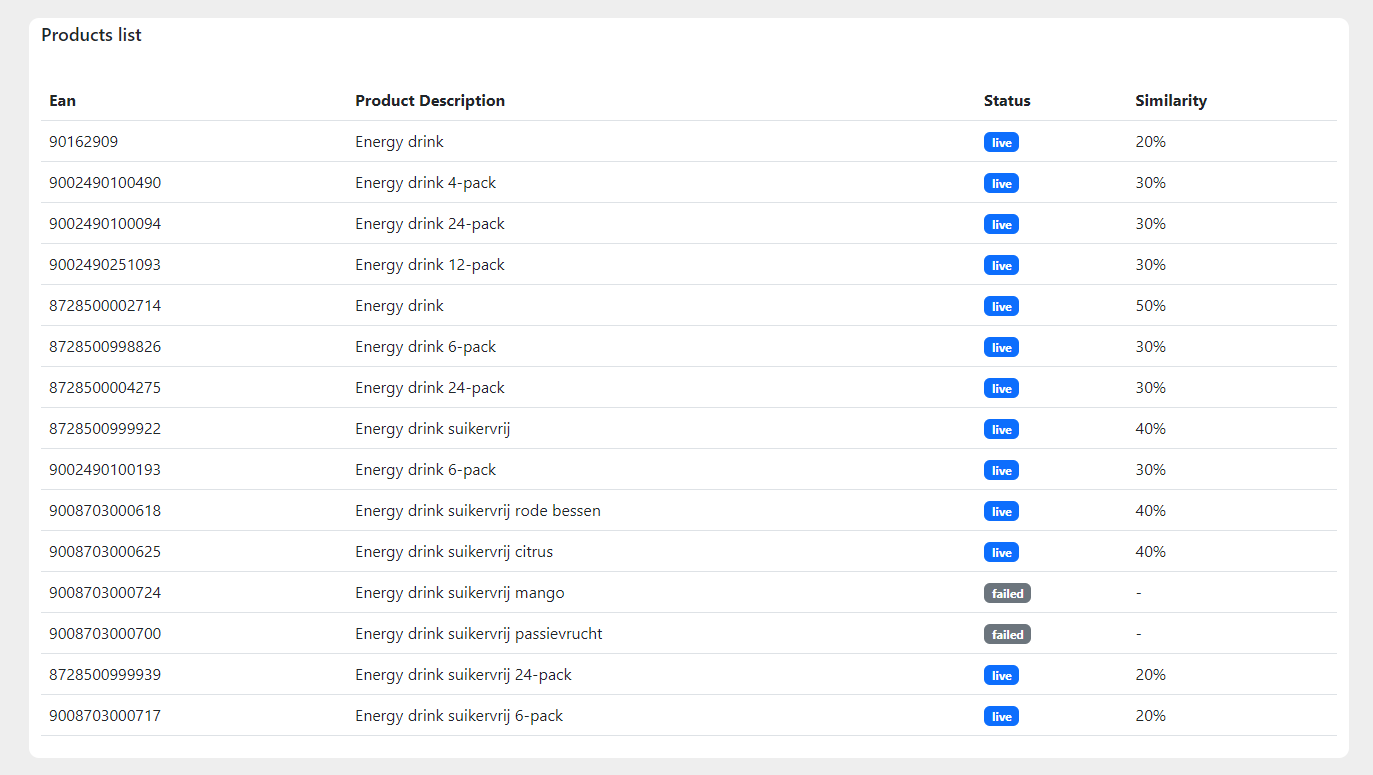 Products list
Ean Product Description Status Similarity
90162909 Energy drink live 20%
9002490100490 Energy drink 4-pack live 30%
9002490100094 Energy drink 24-pack live 30%
9002490251093 Energy drink 12-pack live 30%
8728500002714 Energy drink live 50%
8728500998826 Energy drink 6-pack live 30%
8728500004275 Energy drink 24-pack live 30%
8728500999922 Energy drink suikervrij live 40%
9002490100193 Energy drink 6-pack live 30%
9008703000618 Energy drink suikervrij rode bessen live 40%
9008703000625 Energy drink suikervrij citrus live 40%
9008703000724 Energy drink suikervrij mango failed -
9008703000700 Energy drink suikervrij passievrucht failed -
8728500999939 Energy drink suikervrij 24-pack live 20%
9008703000717 Energy drink suikervrij 6-pack live 20%